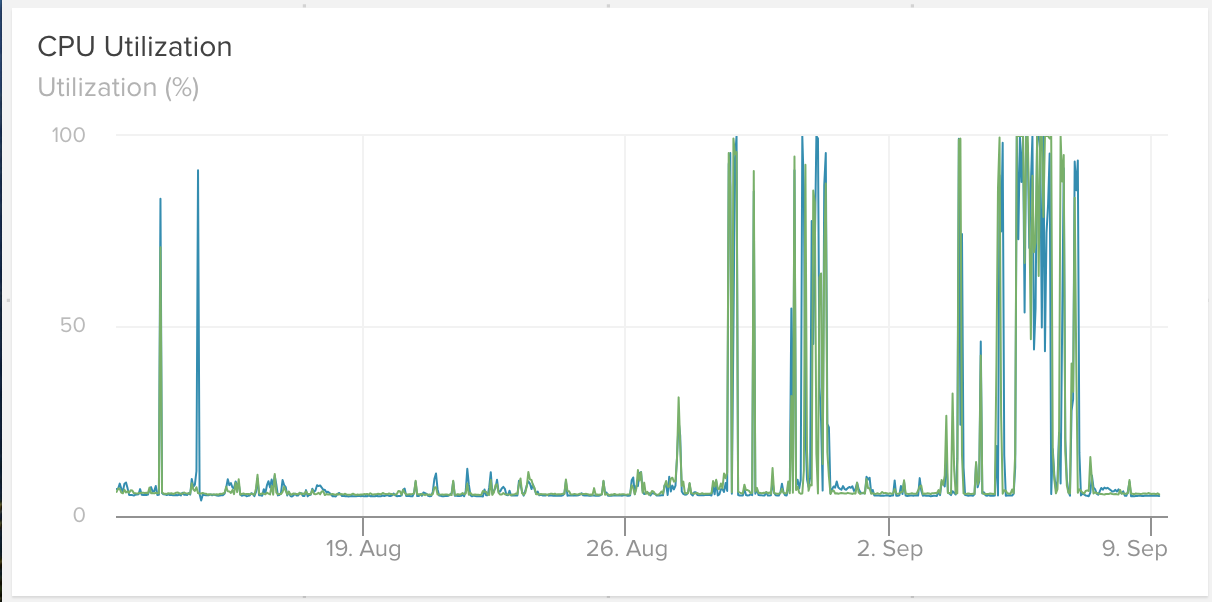 CPU Utilization
Utilization (%)
100
50
0
19. Aug
26. Aug
2. Sep
9. Sep